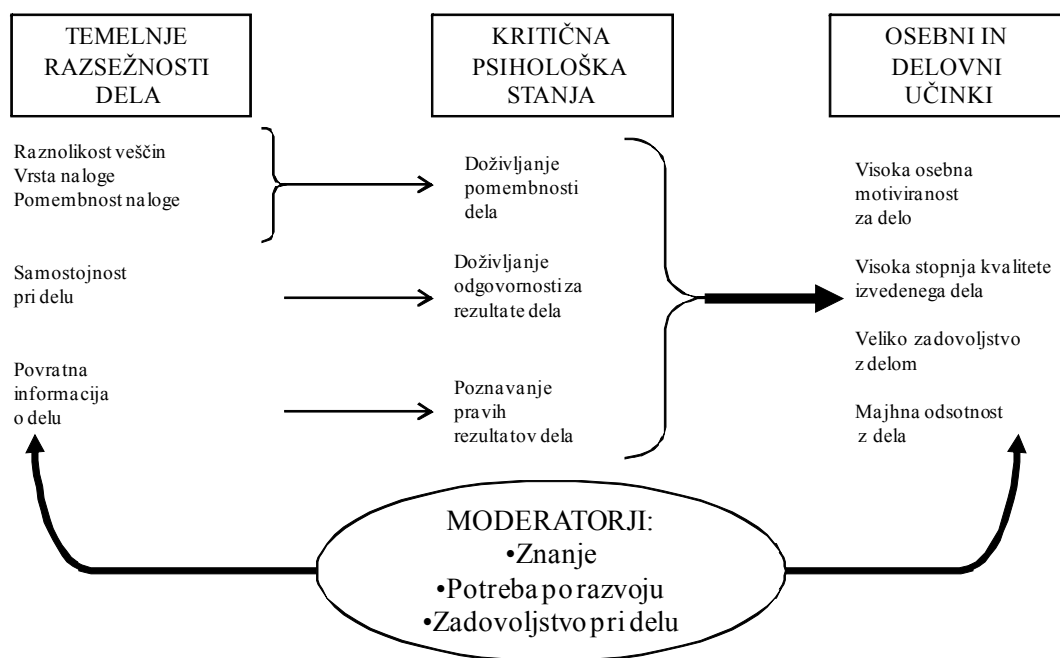 TEMELNJE
RAZSEŽNOSTI
DELA
KRITIČNA
PSIHOLOŠKA
STANJA
OSEBNI IN
DELOVNI
UČINKI
Raznolikost veščin
Vrsta naloge
Pomembnost naloge
Doživljanje
pomembnosti
dela
Visoka osebna
motiviranost
za delo
Samostojnost
pri delu
Doživljanje
odgovornosti za
rezultate dela
Visoka stopnja kvalitete
izvedenega dela
Povratna
informacija
o delu
Poznavanje
pravih
rezultatov dela
Veliko zadovoljstvo
z delom
Majhna odsotnost
z dela
MODERATORJI:
•Znanje
•Potreba po razvoju
•Zadovoljstvo pri delu